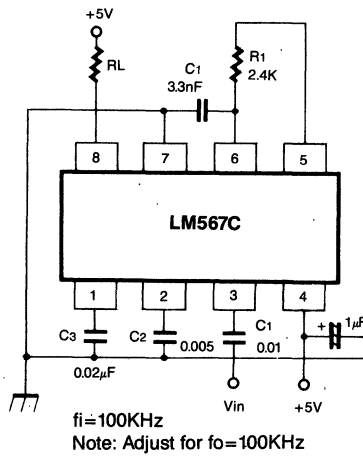 +5V
RL
C1
3.3nF
R1
2.4K
8
7
6
5
LM567C
1
2
3
4
C3
0.02µF
C2
0.005
C1
0.01
+
1µF
Vin
+5V
fi=100KHz
Note: Adjust for fo=100KHz